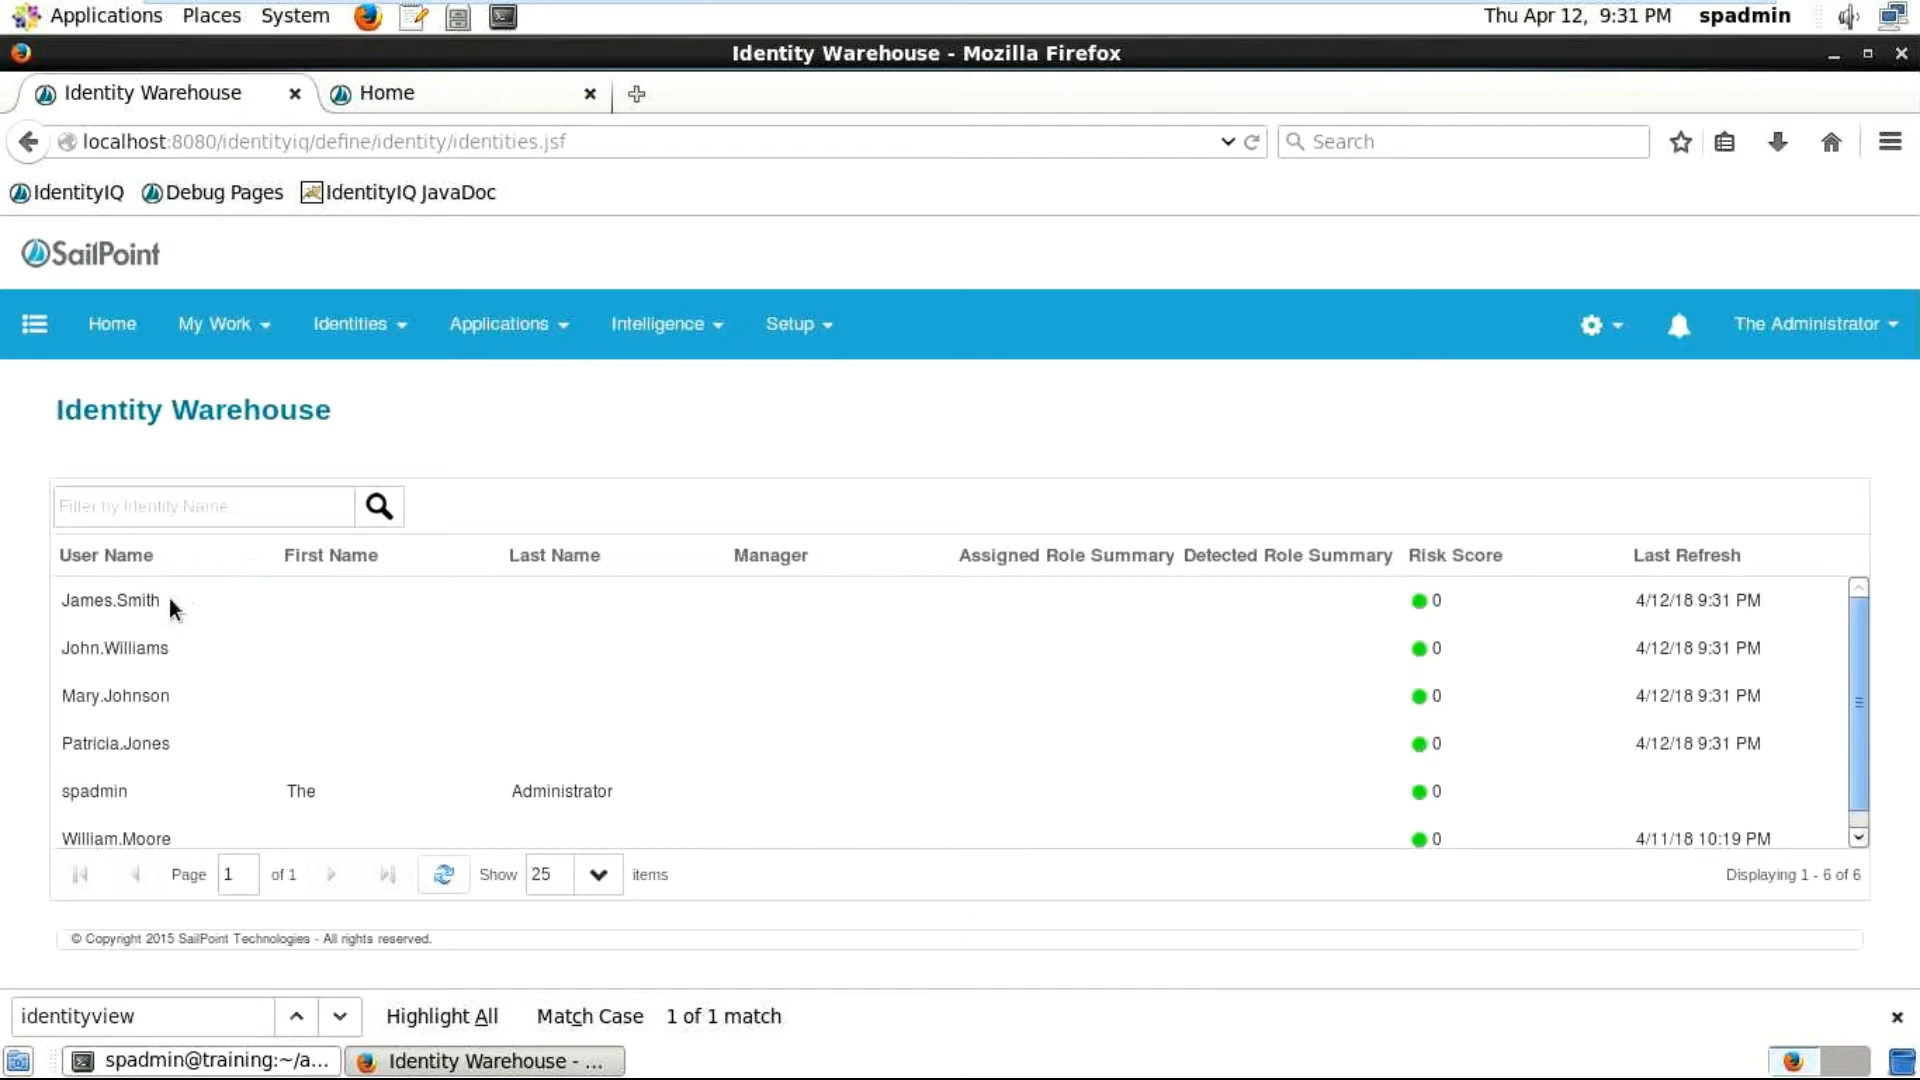 Applications Places System Thu Apr 12, 9:31 PM spadmin
Identity Warehouse - Mozilla Firefox
Identity Warehouse Home
localhost:8080/identityiq/define/identity/identities.jsf Search
IdentityIQ Debug Pages IdentityIQ JavaDoc
SailPoint
Home My Work Identities Applications Intelligence Setup The Administrator
Identity Warehouse
Filter by Identity Name
User Name First Name Last Name Manager Assigned Role Summary Detected Role Summary Risk Score Last Refresh
James.Smith 0 4/12/18 9:31 PM
John.Williams 0 4/12/18 9:31 PM
Mary.Johnson 0 4/12/18 9:31 PM
Patricia.Jones 0 4/12/18 9:31 PM
spadmin The Administrator 0
William.Moore 0 4/11/18 10:19 PM
Page 1 of 1 Show 25 items Displaying 1 - 6 of 6
© Copyright 2015 SailPoint Technologies - All rights reserved.
identityview Highlight All Match Case 1 of 1 match
spadmin@training:~/a... Identity Warehouse - ...